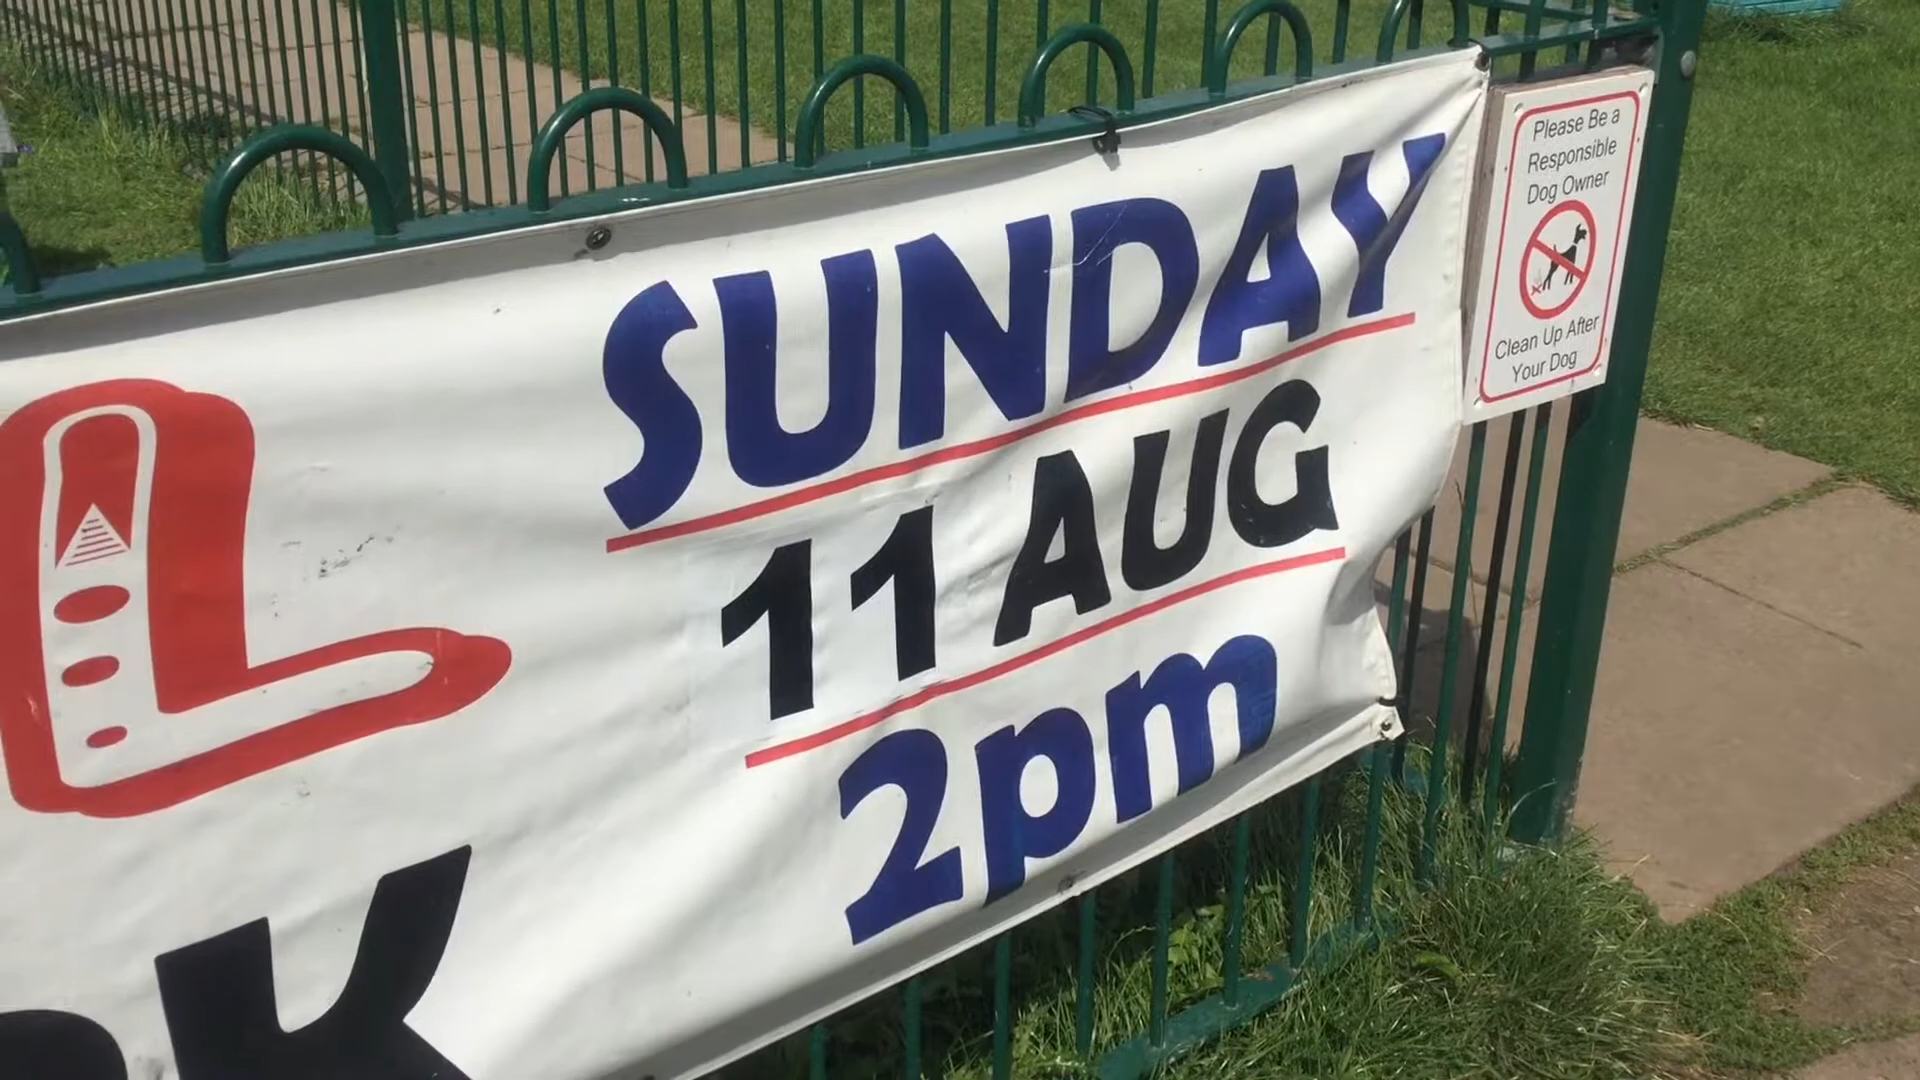 SUNDAY
11 AUG
2pm
Please Be a
Responsible
Dog Owner
Clean Up After
Your Dog